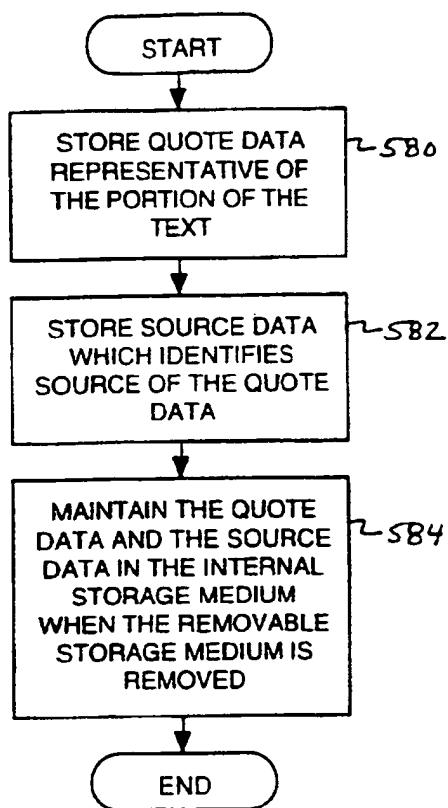 START
STORE QUOTE DATA
REPRESENTATIVE OF
THE PORTION OF THE
TEXT
580
STORE SOURCE DATA
WHICH IDENTIFIES
SOURCE OF THE QUOTE
DATA
582
MAINTAIN THE QUOTE
DATA AND THE SOURCE
DATA IN THE INTERNAL
STORAGE MEDIUM
WHEN THE REMOVABLE
STORAGE MEDIUM IS
REMOVED
584
END